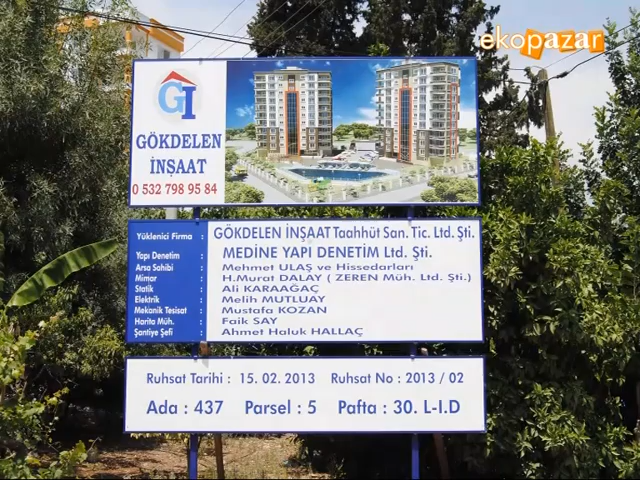 ekopazar
GI
GÖKDELEN
İNŞAAT
0 532 798 95 84
Yüklenici Firma : GÖKDELEN İNŞAAT Taahhüt San. Tic. Ltd. Şti.
Yapı Denetim : MEDİNE YAPI DENETİM Ltd. Şti.
Arsa Sahibi : Mehmet ULAŞ ve Hissedarları
Mimar : H.Murat DALAY ( ZEREN Müh. Ltd. Şti.)
Statik : Ali KARAAĞAÇ
Elektrik : Melih MUTLUAY
Mekanik Tesisat : Mustafa KOZAN
Harita Müh. : Faik SAY
Şantiye Şefi : Ahmet Haluk HALLAÇ
Ruhsat Tarihi : 15. 02. 2013 Ruhsat No : 2013 / 02
Ada : 437 Parsel : 5 Pafta : 30. L-I.D